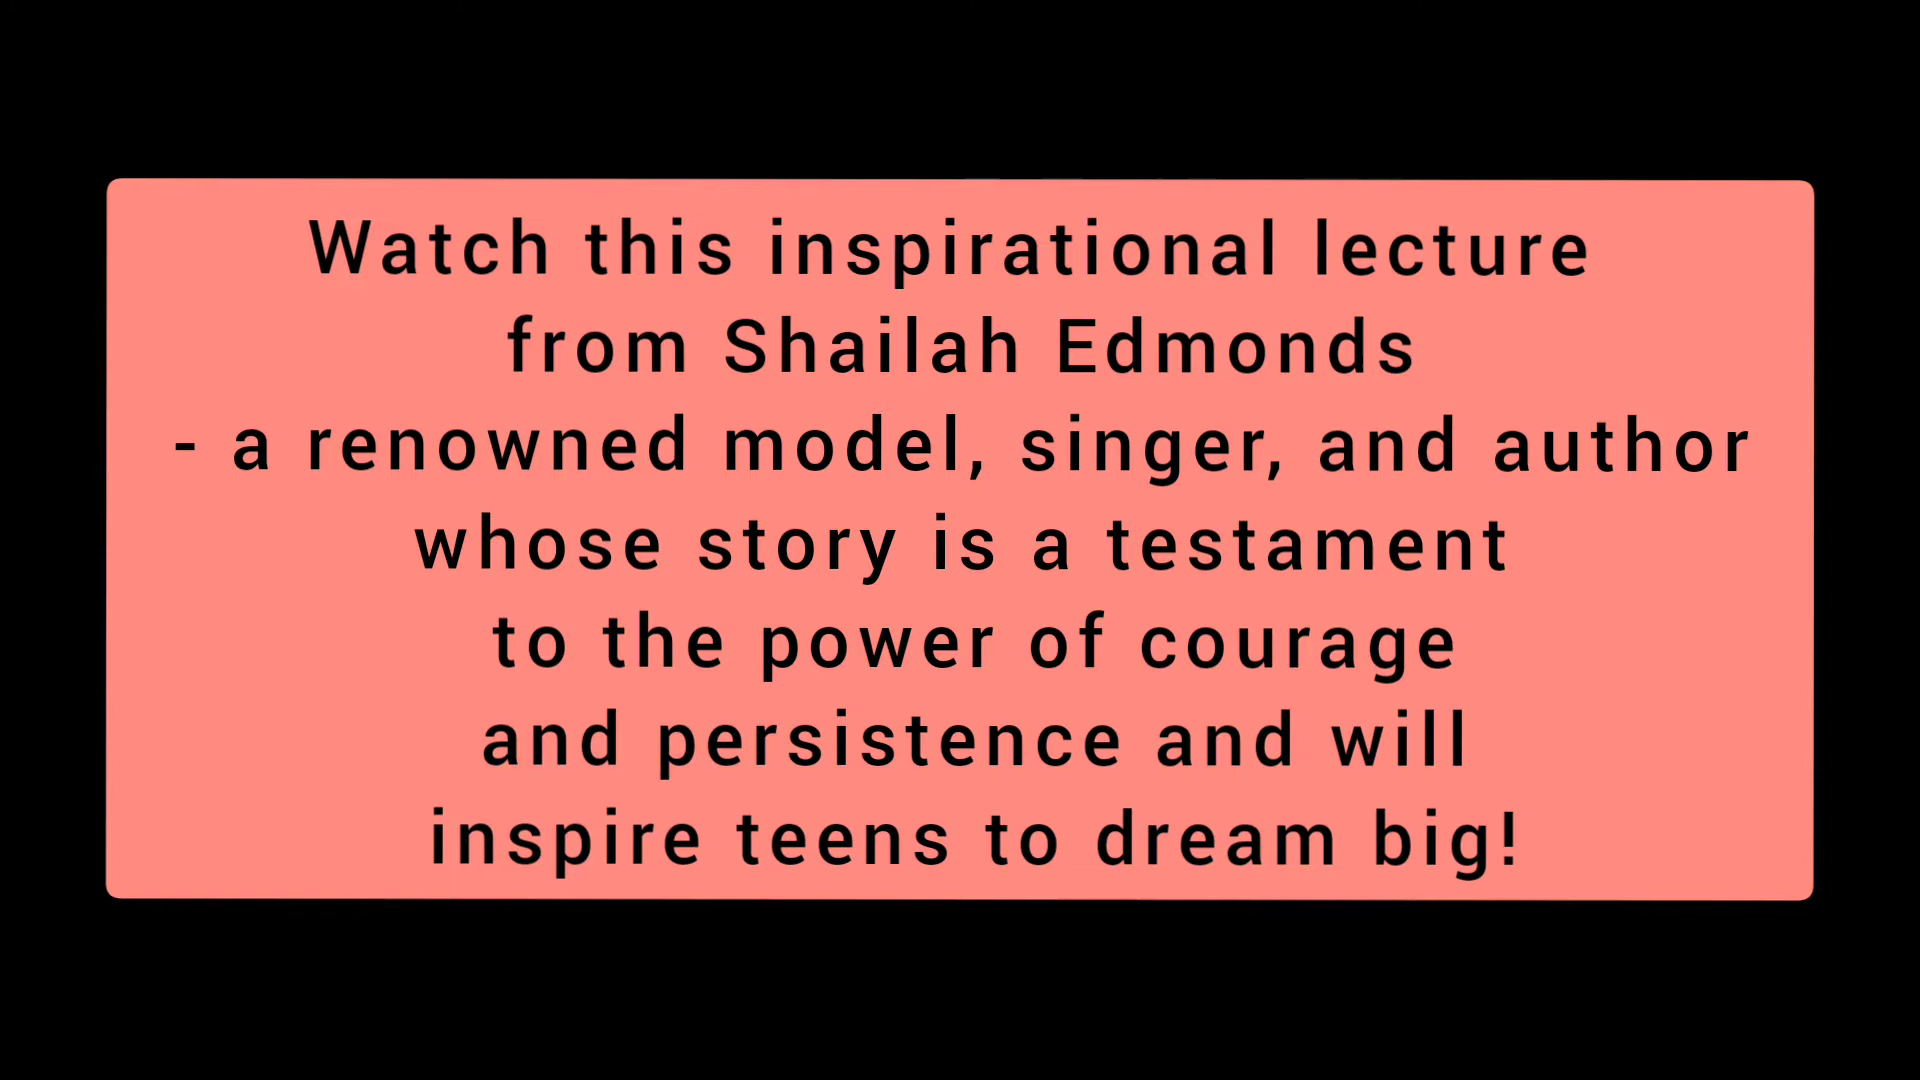 Watch this inspirational lecture
from Shailah Edmonds
- a renowned model, singer, and author
whose story is a testament
to the power of courage
and persistence and will
inspire teens to dream big!